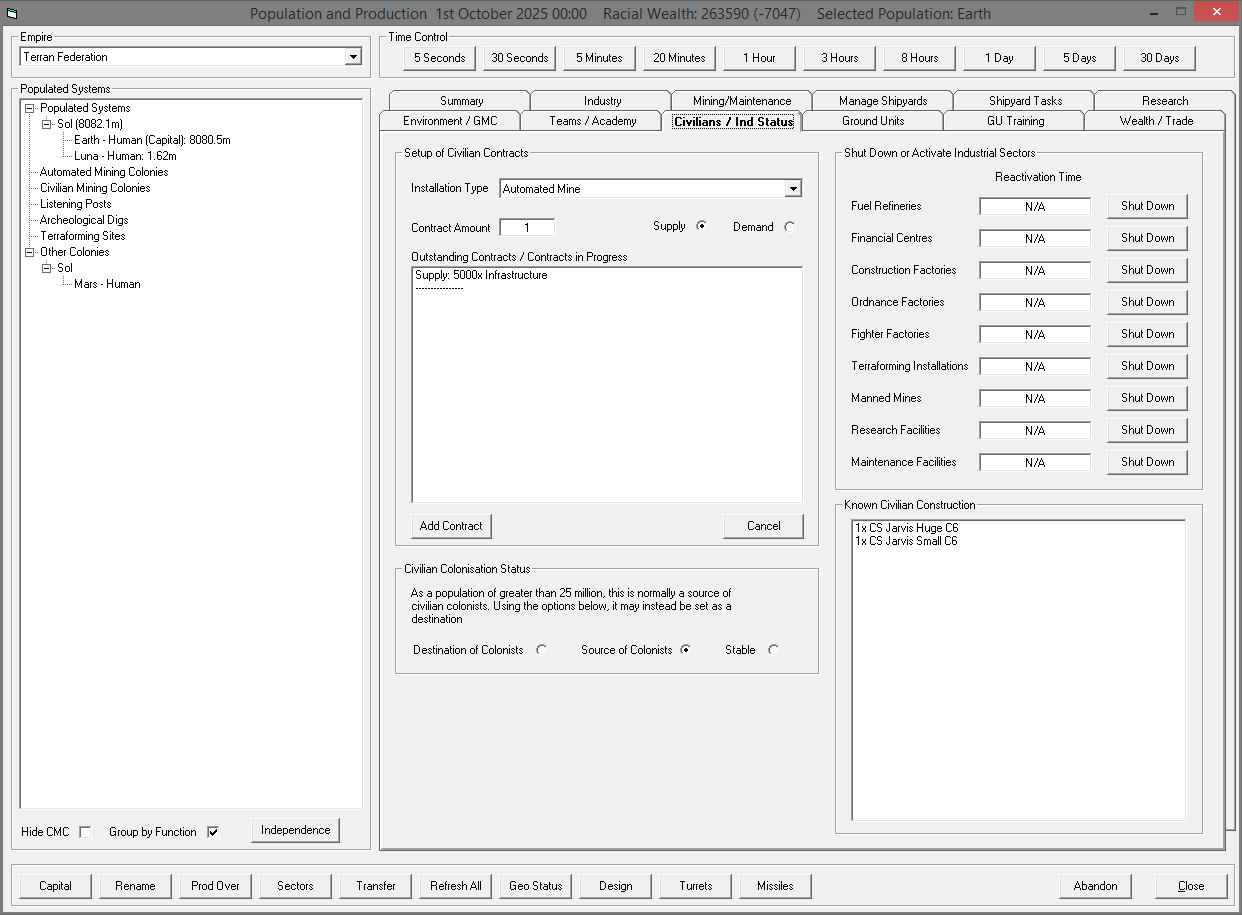 Population and Production 1st October 2025 00:00 Racial Wealth: 263590 (-7047) Selected Population: Earth
Empire
Terran Federation
Time Control
5 Seconds
30 Seconds
5 Minutes
20 Minutes
1 Hour
3 Hours
8 Hours
1 Day
5 Days
30 Days
Populated Systems
Populated Systems
Sol (8082.1m)
Earth - Human (Capital): 8080.5m
Luna - Human: 1.62m
Automated Mining Colonies
Civilian Mining Colonies
Listening Posts
Archeological Digs
Terraforming Sites
Other Colonies
Sol
Mars - Human
Hide CMC
Group by Function
Independence
Summary
Industry
Mining/Maintenance
Manage Shipyards
Shipyard Tasks
Research
Environment / GMC
Teams / Academy
Civilians / Ind Status
Ground Units
GU Training
Wealth / Trade
Setup of Civilian Contracts
Installation Type
Automated Mine
Contract Amount
1
Supply
Demand
Outstanding Contracts / Contracts in Progress
Supply: 5000x Infrastructure
----------------
Add Contract
Cancel
Civilian Colonisation Status
As a population of greater than 25 million, this is normally a source of
civilian colonists. Using the options below, it may instead be set as a
destination
Destination of Colonists
Source of Colonists
Stable
Shut Down or Activate Industrial Sectors
Reactivation Time
Fuel Refineries N/A Shut Down
Financial Centres N/A Shut Down
Construction Factories N/A Shut Down
Ordnance Factories N/A Shut Down
Fighter Factories N/A Shut Down
Terraforming Installations N/A Shut Down
Manned Mines N/A Shut Down
Research Facilities N/A Shut Down
Maintenance Facilities N/A Shut Down
Known Civilian Construction
1x CS Jarvis Huge C6
1x CS Jarvis Small C6
Capital
Rename
Prod Over
Sectors
Transfer
Refresh All
Geo Status
Design
Turrets
Missiles
Abandon
Close